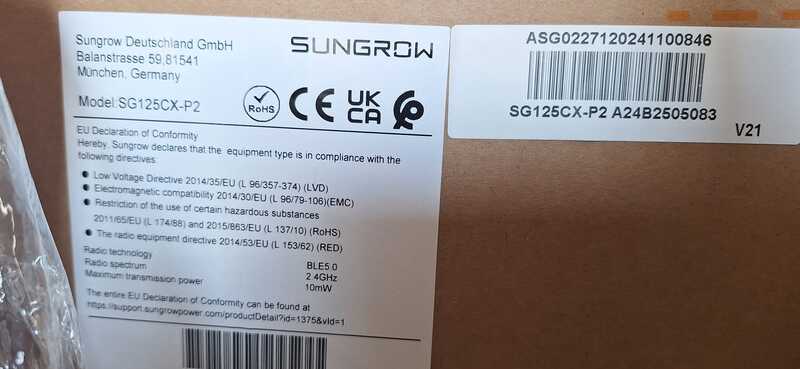 Sungrow Deutschland GmbH
Balanstrasse 59,81541
München, Germany
SUNGROW
Model:SG125CX-P2
RoHS
CE
UK
CA
EU Declaration of Conformity
Hereby, Sungrow declares that the equipment type is in compliance with the
following directives:
Low Voltage Directive 2014/35/EU (L 96/357-374) (LVD)
Electromagnetic compatibility 2014/30/EU (L 96/79-106)(EMC)
Restriction of the use of certain hazardous substances
2011/65/EU (L 174/88) and 2015/863/EU (L 137/10) (RoHS)
The radio equipment directive 2014/53/EU (L 153/62) (RED)
Radio technology BLE5.0
Radio spectrum 2.4GHz
Maximum transmission power 10mW
The entire EU Declaration of Conformity can be found at
https://support.sungrowpower.com/productDetail?id=1375&vId=1
ASG0227120241100846
SG125CX-P2 A24B2505083
V21